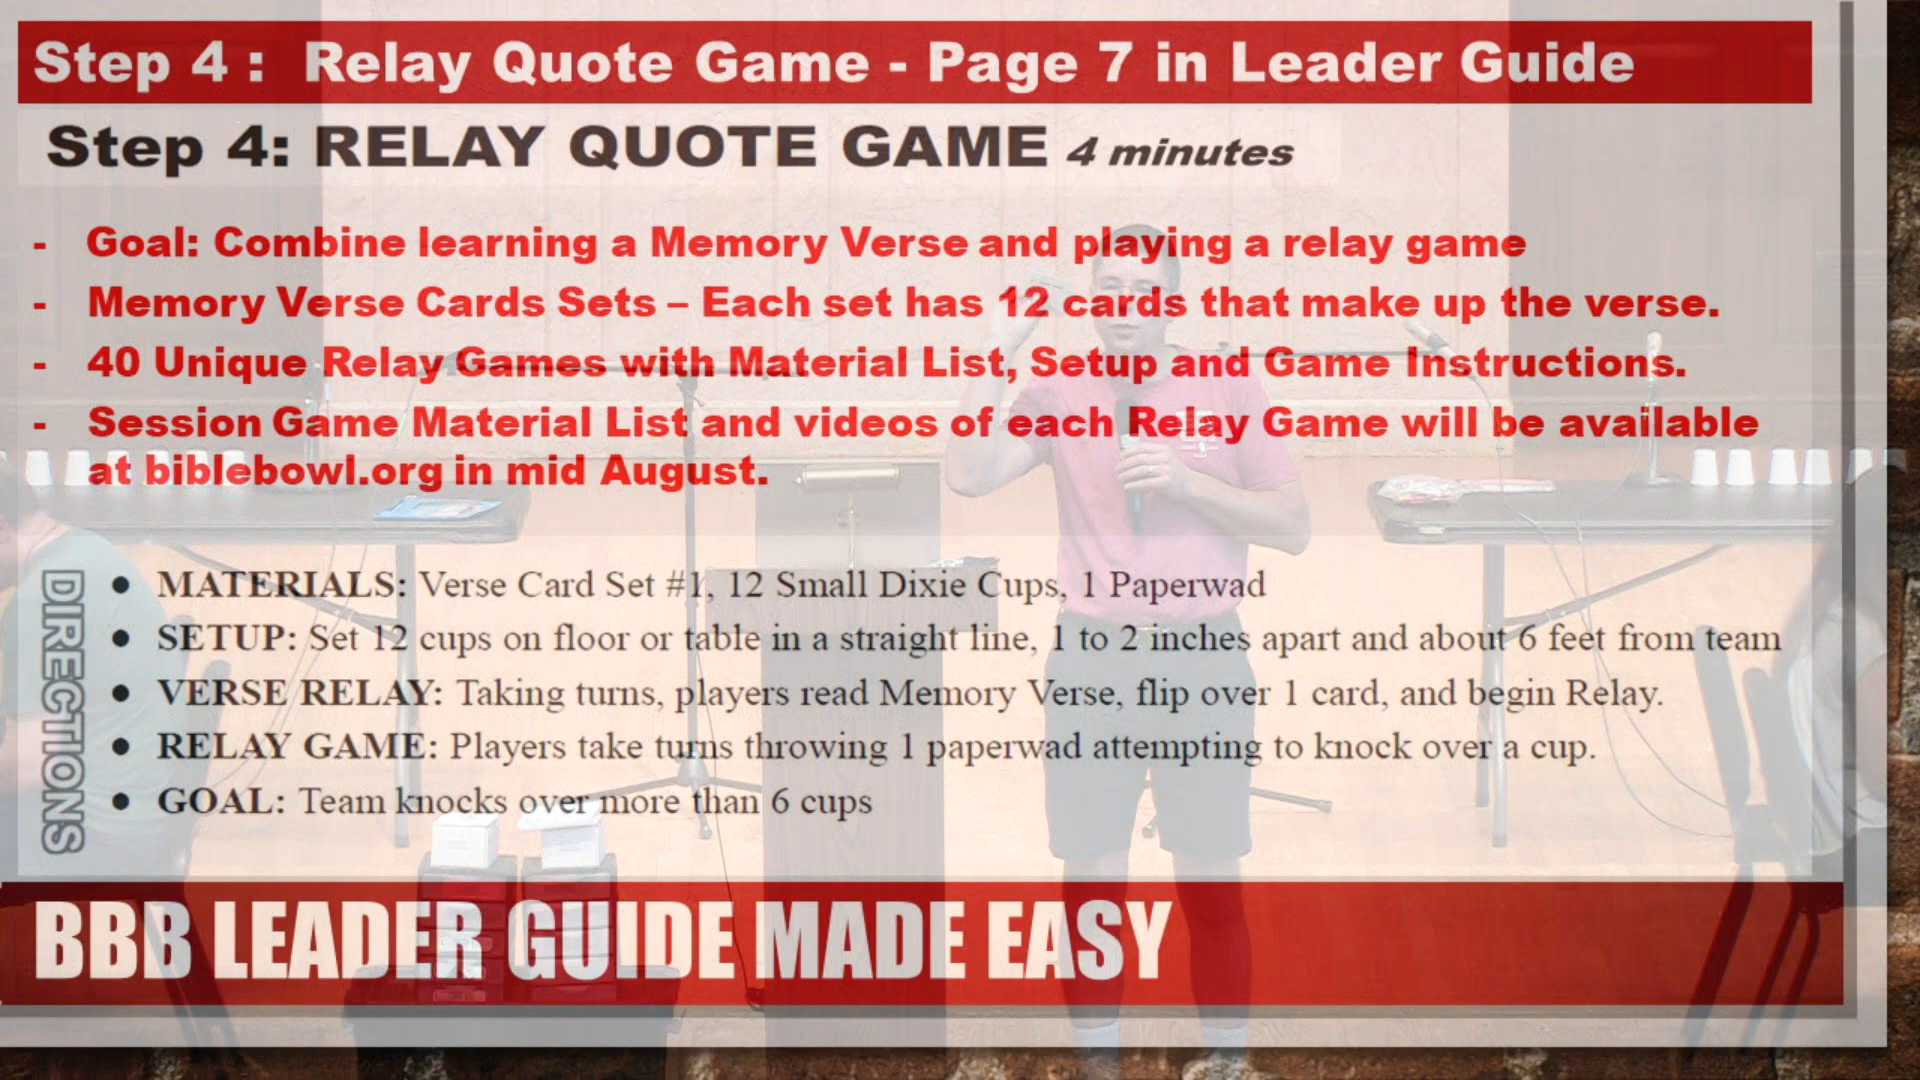 Step 4 :  Relay Quote Game - Page 7 in Leader Guide
Step 4: RELAY QUOTE GAME 4 minutes
- Goal: Combine learning a Memory Verse and playing a relay game
- Memory Verse Cards Sets – Each set has 12 cards that make up the verse.
- 40 Unique Relay Games with Material List, Setup and Game Instructions.
- Session Game Material List and videos of each Relay Game will be available
at biblebowl.org in mid August.
DIRECTIONS
● MATERIALS: Verse Card Set #1, 12 Small Dixie Cups, 1 Paperwad
● SETUP: Set 12 cups on floor or table in a straight line, 1 to 2 inches apart and about 6 feet from team
● VERSE RELAY: Taking turns, players read Memory Verse, flip over 1 card, and begin Relay.
● RELAY GAME: Players take turns throwing 1 paperwad attempting to knock over a cup.
● GOAL: Team knocks over more than 6 cups
BBB LEADER GUIDE MADE EASY